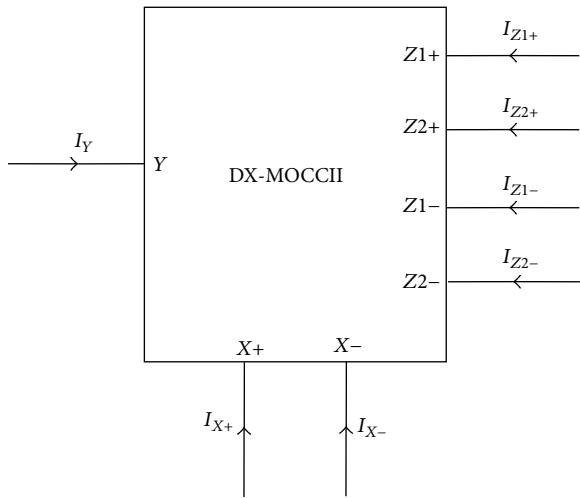 Z1+
I_{Z1+}
Z2+
I_{Z2+}
I_Y
Y
DX-MOCCII
Z1−
I_{Z1−}
Z2−
I_{Z2−}
X+
X−
I_{X+}
I_{X−}